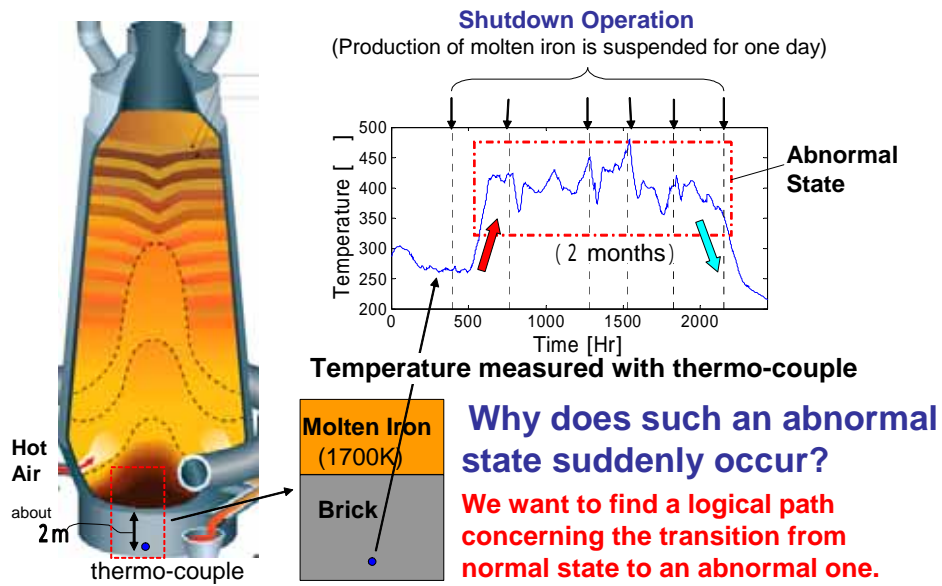 Shutdown Operation
(Production of molten iron is suspended for one day)
500
450
400
350
300
250
200
Temperature [ ]
0
500
1000
1500
2000
Time [Hr]
(2 months)
Abnormal
State
Temperature measured with thermo-couple
Hot
Air
about
2m
thermo-couple
Molten Iron
(1700K)
Brick
Why does such an abnormal
state suddenly occur?
We want to find a logical path
concerning the transition from
normal state to an abnormal one.